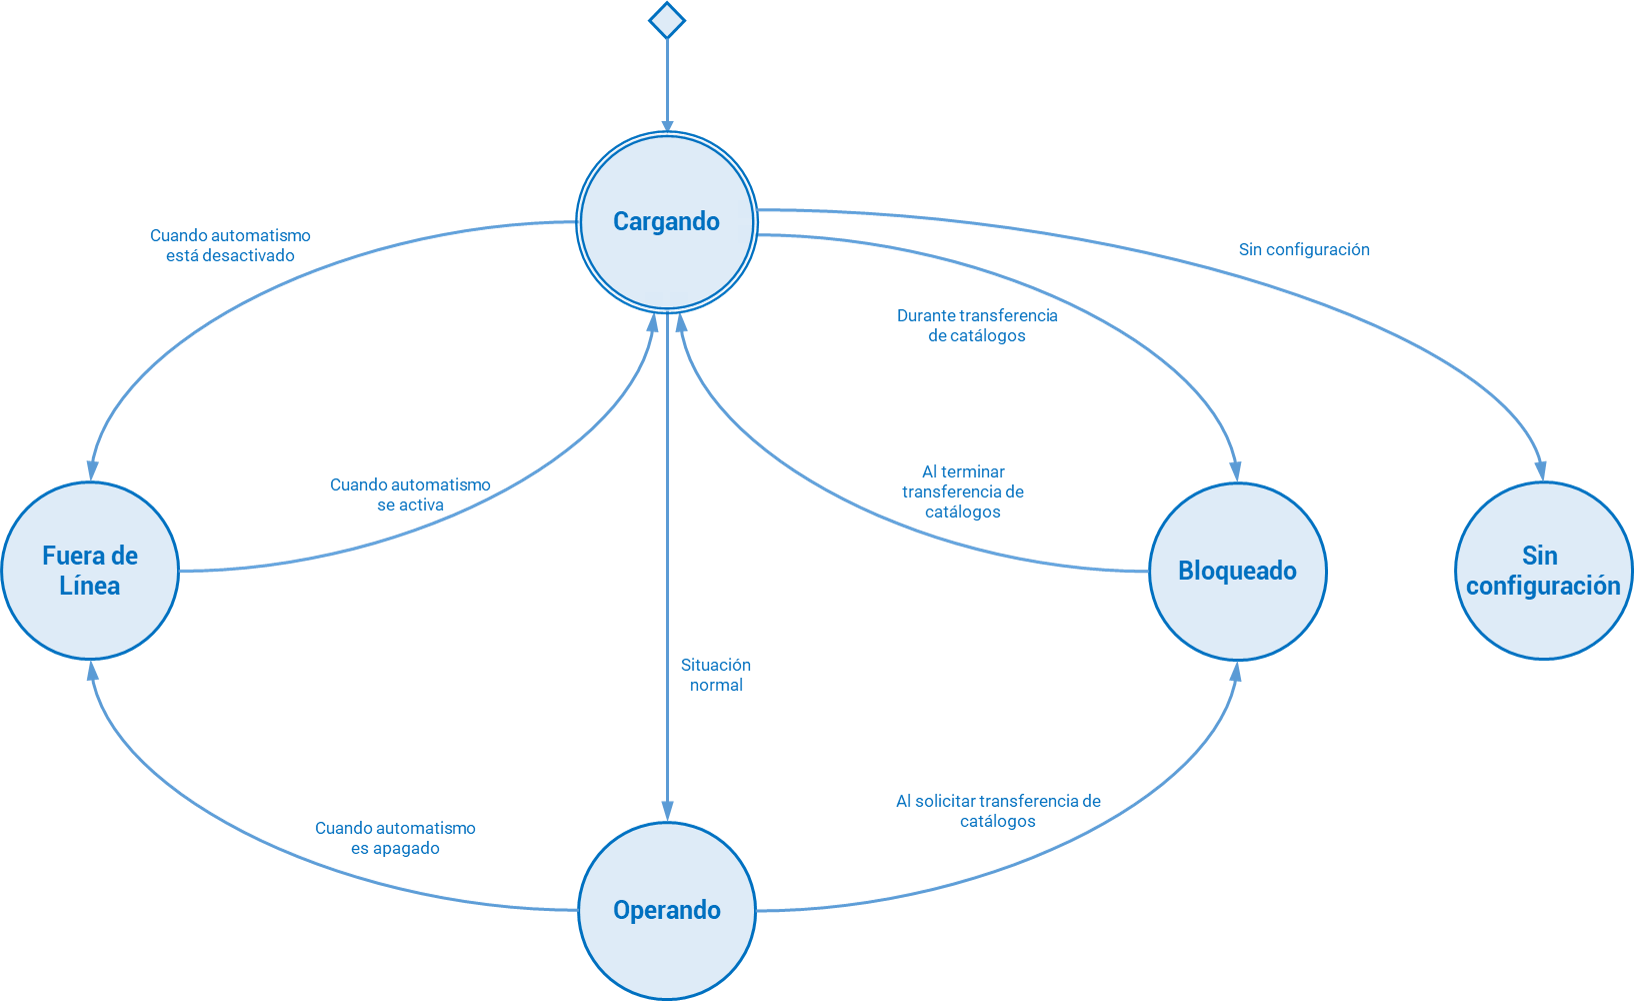 Cargando
Cuando automatismo
está desactivado
Sin configuración
Durante transferencia
de catálogos
Cuando automatismo
se activa
Al terminar
transferencia de
catálogos
Fuera de
Línea
Bloqueado
Sin
configuración
Situación
normal
Cuando automatismo
es apagado
Al solicitar transferencia de
catálogos
Operando